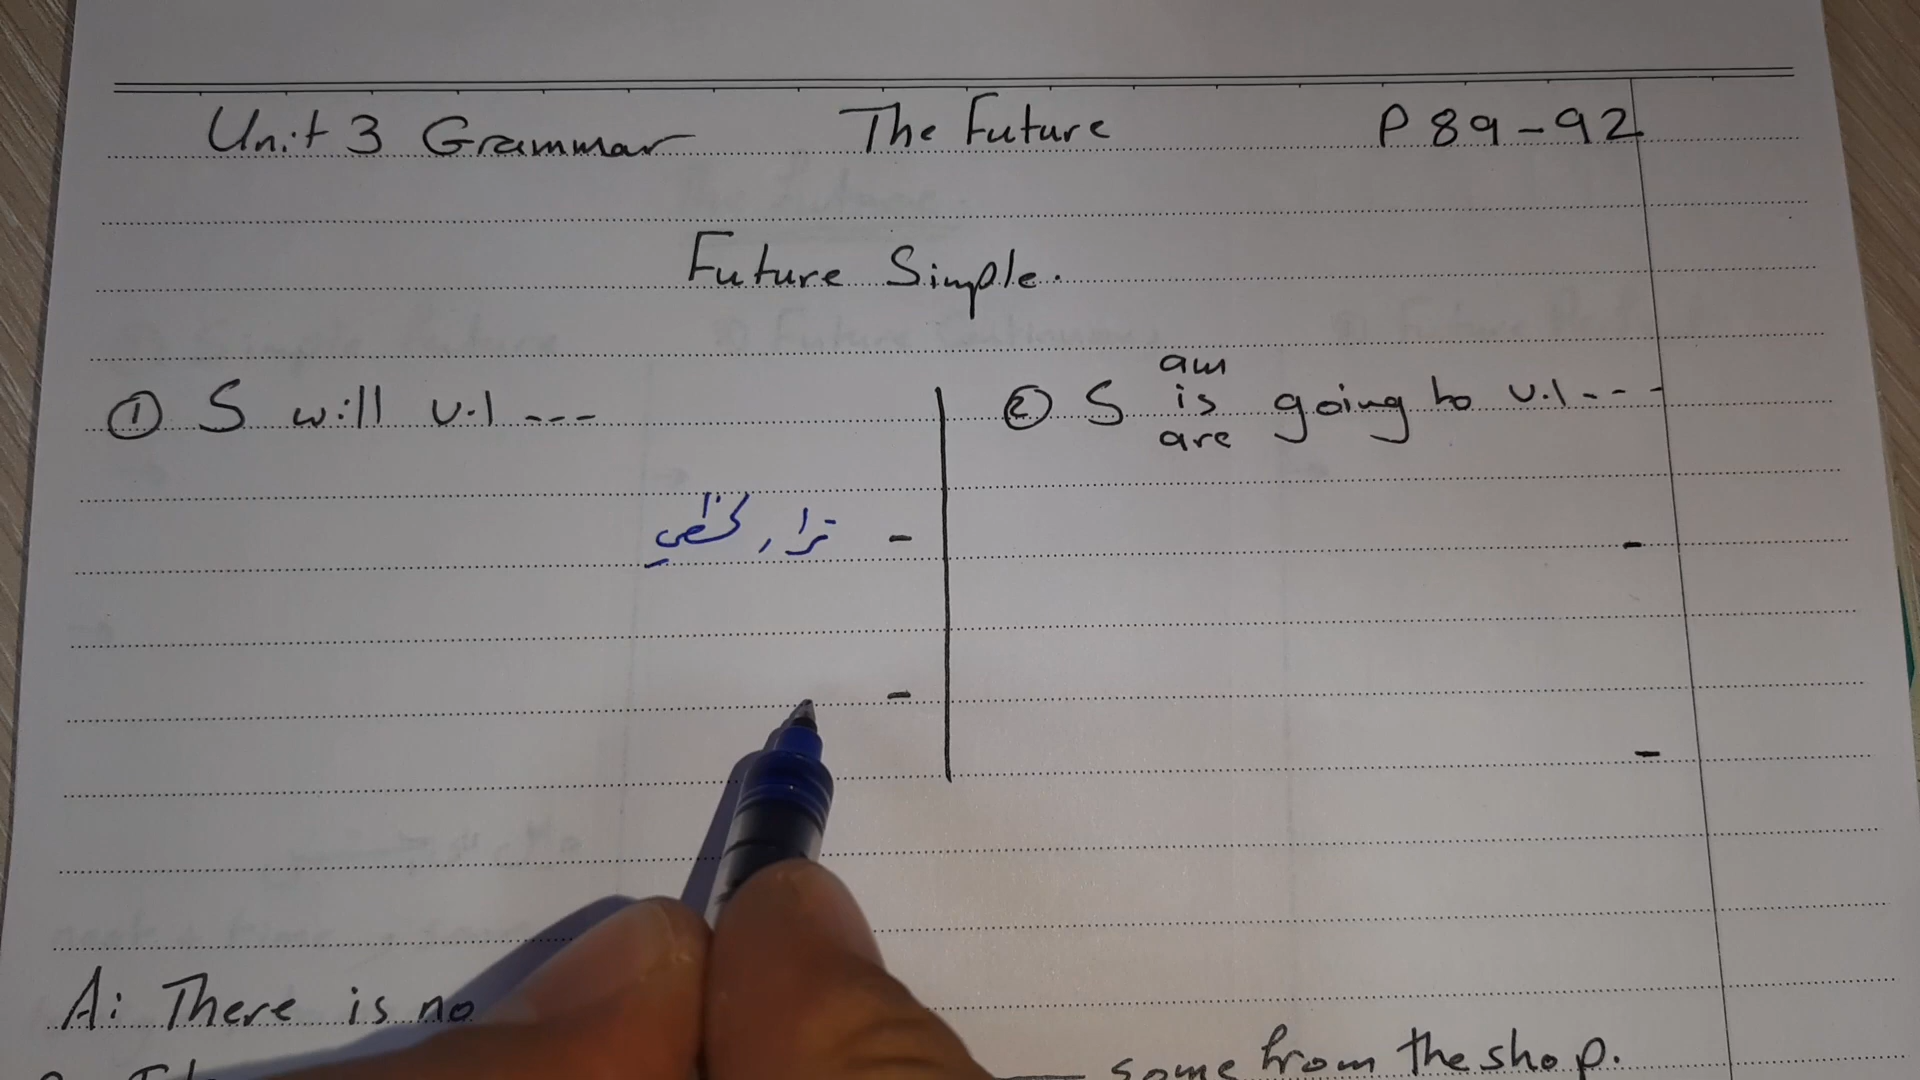 Unit 3 Grammar The Future P 89-92
Future Simple.
① S will v.1 --- ② S am is are going to v.1 ---
قرار لحظي -
-
-
-
A: There is no
some from the shop.